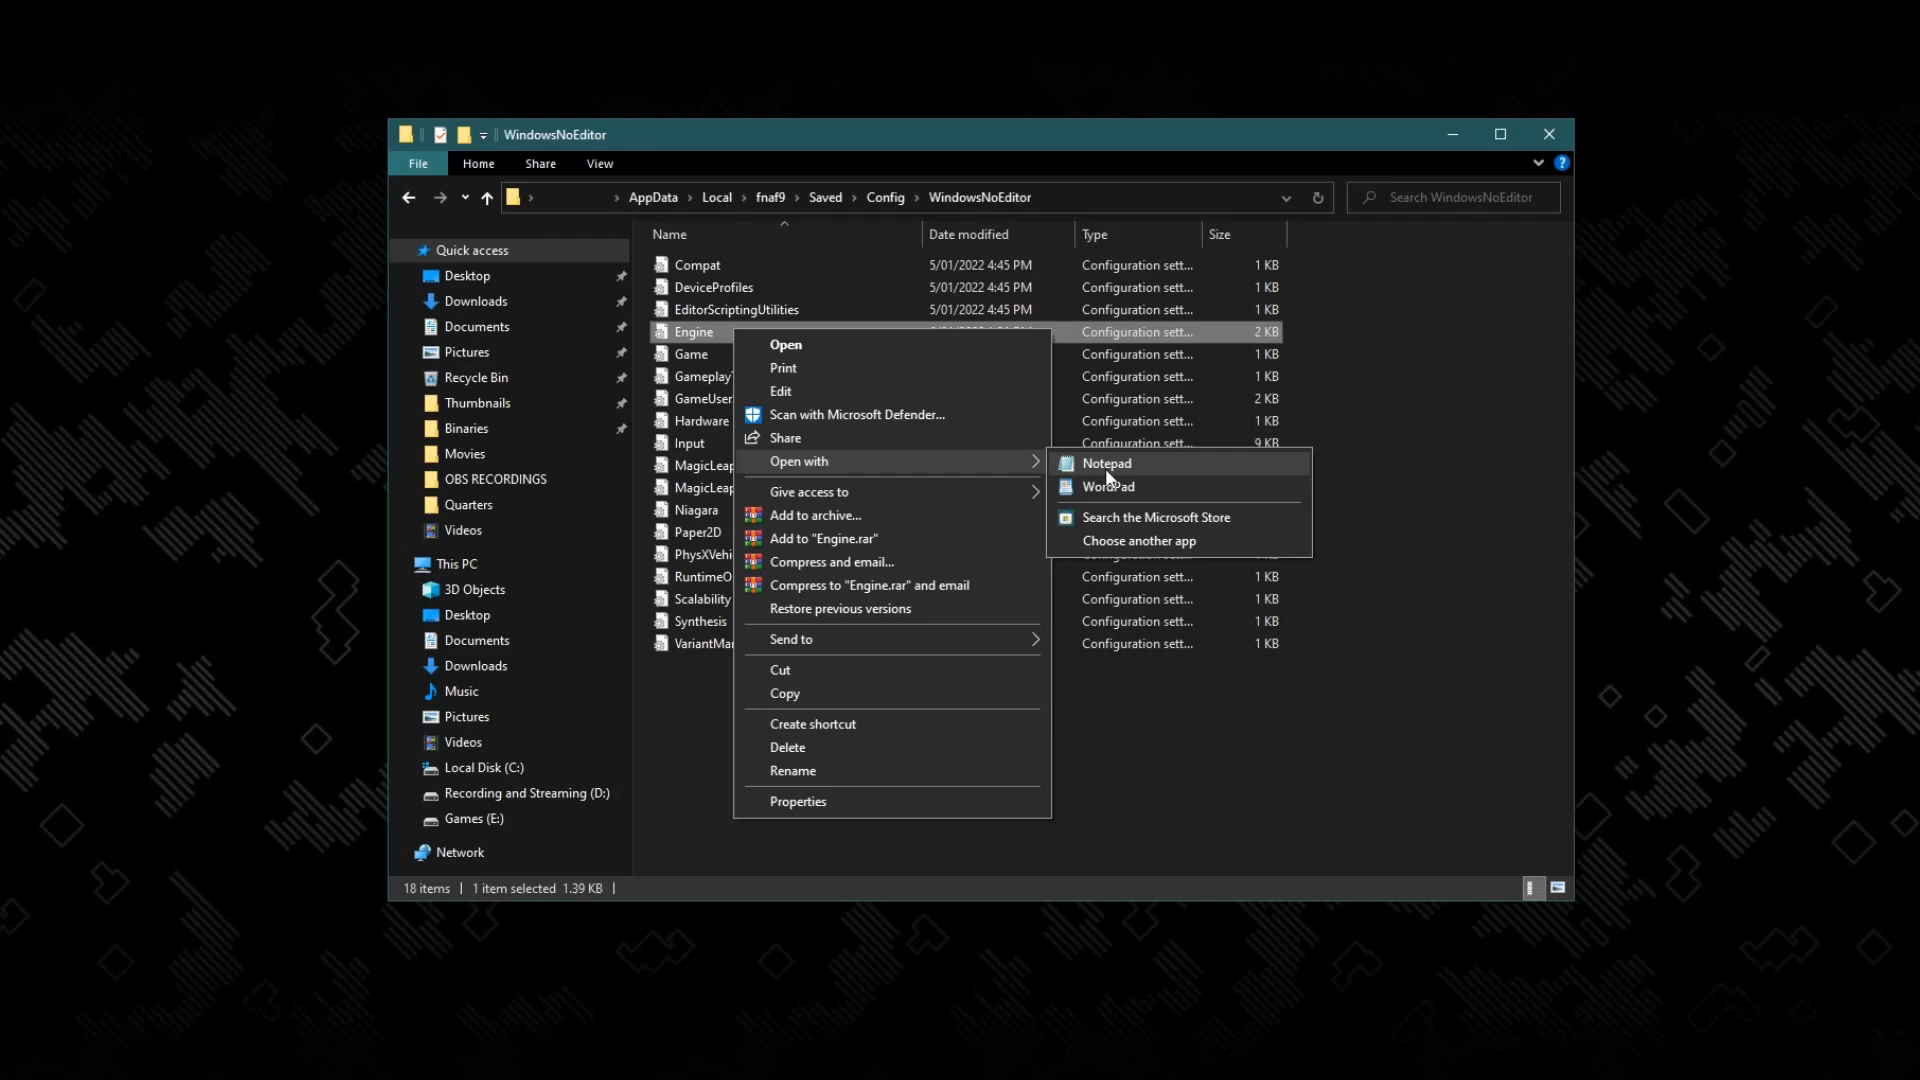 WindowsNoEditor
File Home Share View
AppData Local fnaf9 Saved Config WindowsNoEditor
Search WindowsNoEditor
Name Date modified Type Size
Quick access
Desktop
Downloads
Documents
Pictures
Recycle Bin
Thumbnails
Binaries
Movies
OBS RECORDINGS
Quarters
Videos
This PC
3D Objects
Desktop
Documents
Downloads
Music
Pictures
Videos
Local Disk (C:)
Recording and Streaming (D:)
Games (E:)
Network
Compat 5/01/2022 4:45 PM Configuration sett... 1 KB
DeviceProfiles 5/01/2022 4:45 PM Configuration sett... 1 KB
EditorScriptingUtilities 5/01/2022 4:45 PM Configuration sett... 1 KB
Engine Configuration sett... 2 KB
Game Configuration sett... 1 KB
Gameplay Configuration sett... 1 KB
GameUser Configuration sett... 2 KB
Hardware Configuration sett... 1 KB
Input Configuration sett... 9 KB
MagicLeap
MagicLeap
Niagara
Paper2D
PhysXVehi
RuntimeO Configuration sett... 1 KB
Scalability Configuration sett... 1 KB
Synthesis Configuration sett... 1 KB
VariantMa Configuration sett... 1 KB
Open
Print
Edit
Scan with Microsoft Defender...
Share
Open with
Give access to
Add to archive...
Add to "Engine.rar"
Compress and email...
Compress to "Engine.rar" and email
Restore previous versions
Send to
Cut
Copy
Create shortcut
Delete
Rename
Properties
Notepad
WordPad
Search the Microsoft Store
Choose another app
18 items 1 item selected 1.39 KB